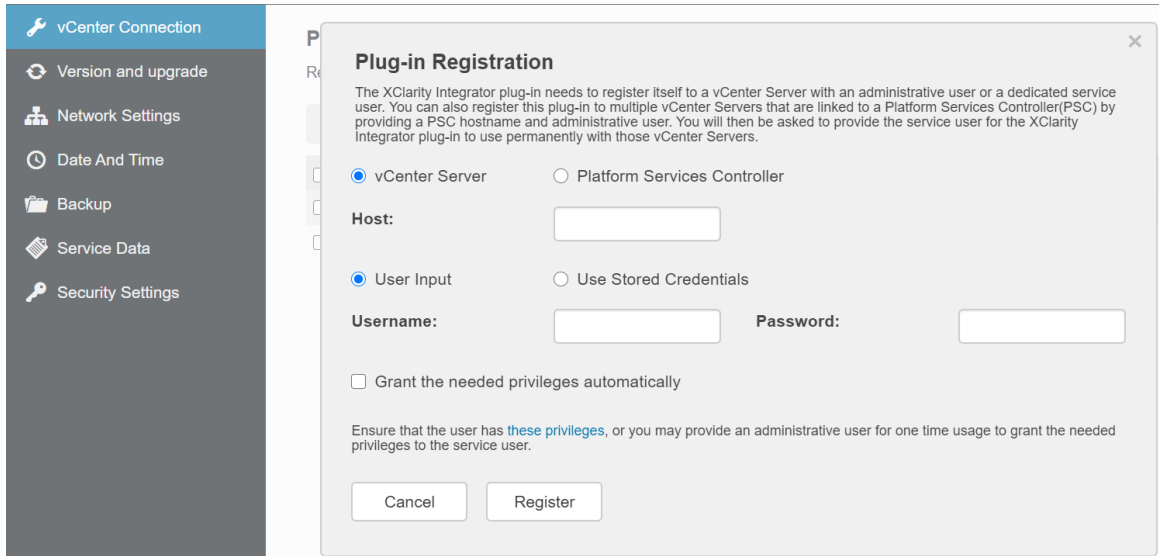 vCenter Connection
Version and upgrade
Network Settings
Date And Time
Backup
Service Data
Security Settings
P
Re
×
Plug-in Registration
The XClarity Integrator plug-in needs to register itself to a vCenter Server with an administrative user or a dedicated service
user. You can also register this plug-in to multiple vCenter Servers that are linked to a Platform Services Controller(PSC) by
providing a PSC hostname and administrative user. You will then be asked to provide the service user for the XClarity
Integrator plug-in to use permanently with those vCenter Servers.
vCenter Server Platform Services Controller
Host:
User Input Use Stored Credentials
Username: Password:
Grant the needed privileges automatically
Ensure that the user has these privileges, or you may provide an administrative user for one time usage to grant the needed
privileges to the service user.
Cancel Register